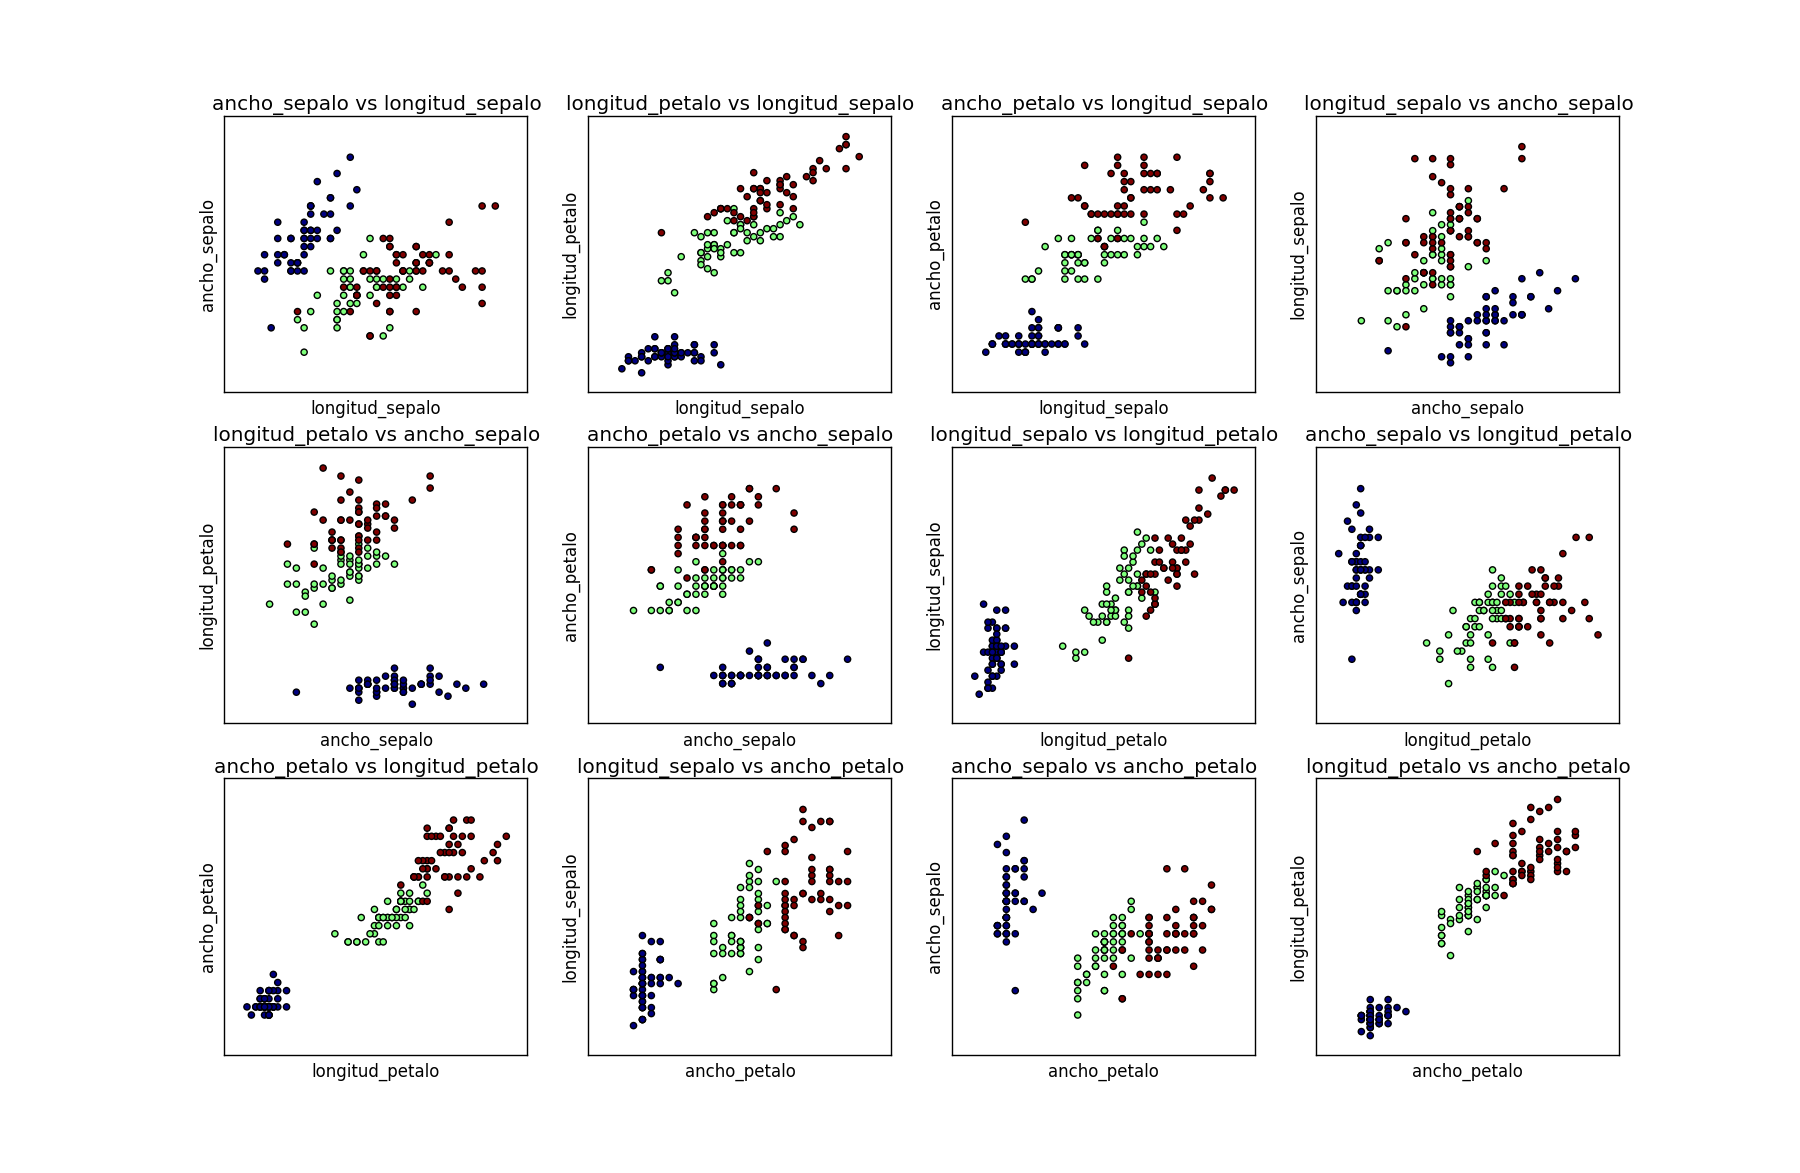 ancho_sepalo vs longitud_sepalo
ancho_sepalo
longitud_sepalo
longitud_petalo vs longitud_sepalo
longitud_petalo
longitud_sepalo
ancho_petalo vs longitud_sepalo
ancho_petalo
longitud_sepalo
longitud_sepalo vs ancho_sepalo
longitud_sepalo
ancho_sepalo
longitud_petalo vs ancho_sepalo
longitud_petalo
ancho_sepalo
ancho_petalo vs ancho_sepalo
ancho_petalo
ancho_sepalo
longitud_sepalo vs longitud_petalo
longitud_sepalo
longitud_petalo
ancho_sepalo vs longitud_petalo
ancho_sepalo
longitud_petalo
ancho_petalo vs longitud_petalo
ancho_petalo
longitud_petalo
longitud_sepalo vs ancho_petalo
longitud_sepalo
ancho_petalo
ancho_sepalo vs ancho_petalo
ancho_sepalo
ancho_petalo
longitud_petalo vs ancho_petalo
longitud_petalo
ancho_petalo